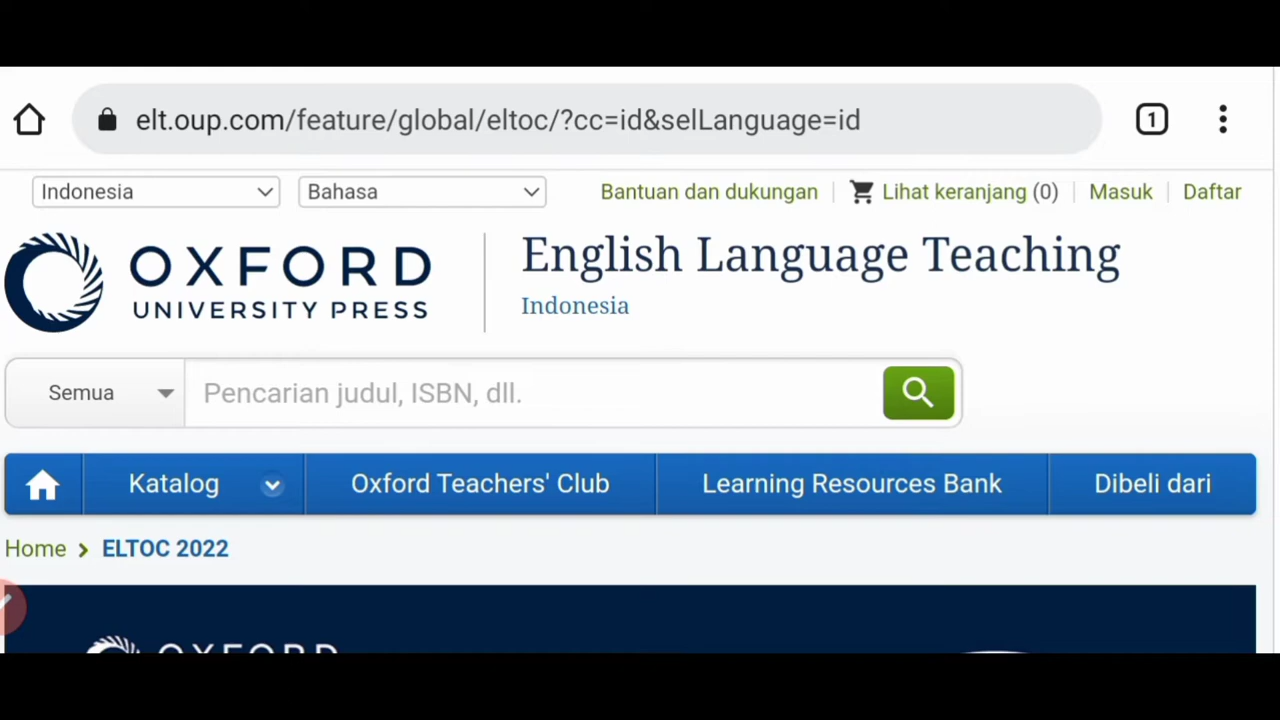 elt.oup.com/feature/global/eltoc/?cc=id&selLanguage=id
1
Indonesia
Bahasa
Bantuan dan dukungan
Lihat keranjang (0)
Masuk
Daftar
OXFORD
UNIVERSITY PRESS
English Language Teaching
Indonesia
Semua
Pencarian judul, ISBN, dll.
Katalog
Oxford Teachers' Club
Learning Resources Bank
Dibeli dari
Home
ELTOC 2022
OXFORD